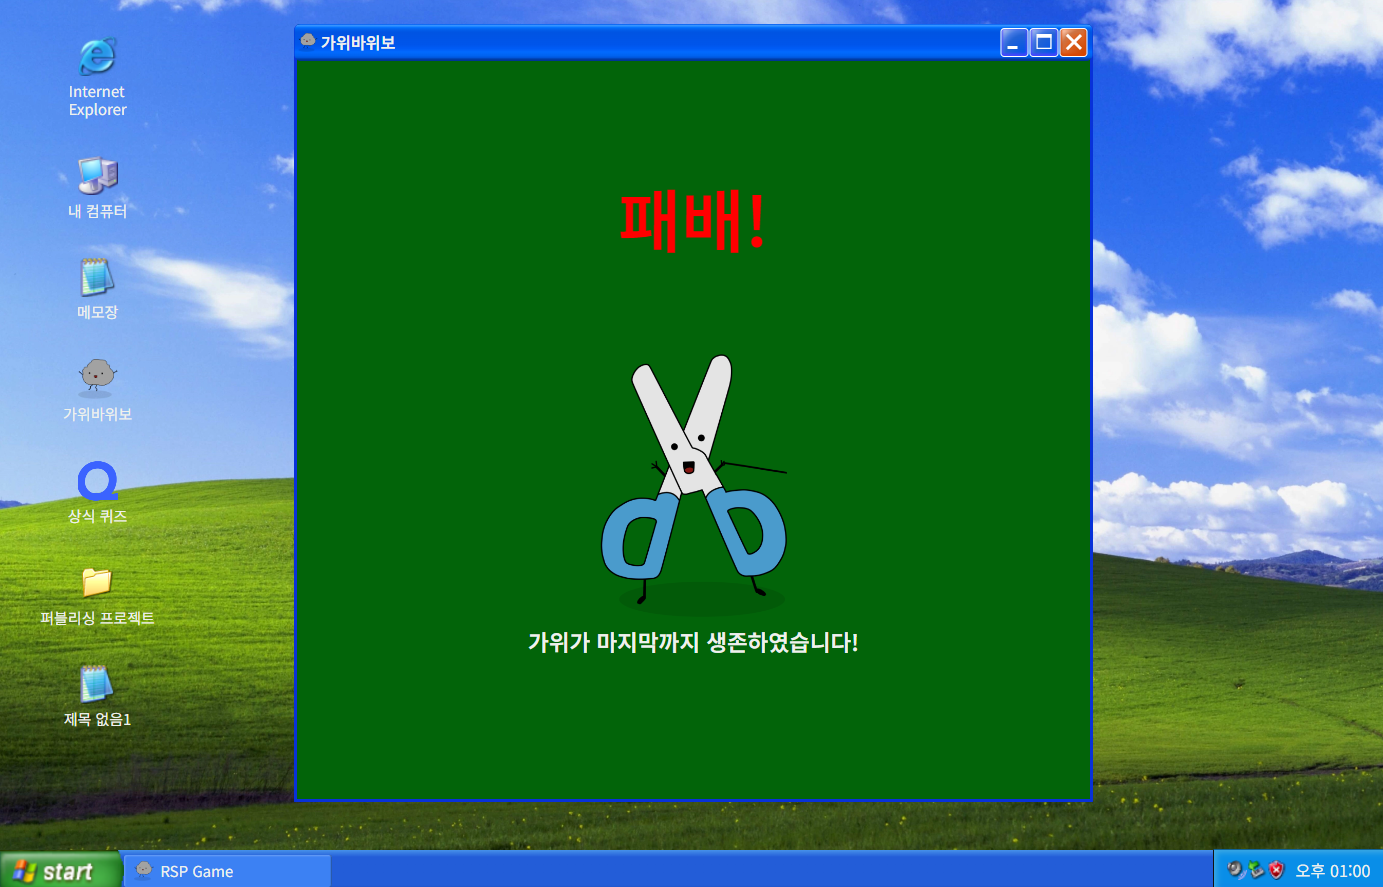 Internet
Explorer
내 컴퓨터
메모장
가위바위보
상식 퀴즈
퍼블리싱 프로젝트
제목 없음1
가위바위보
패배!
가위가 마지막까지 생존하였습니다!
start
RSP Game
오후 01:00